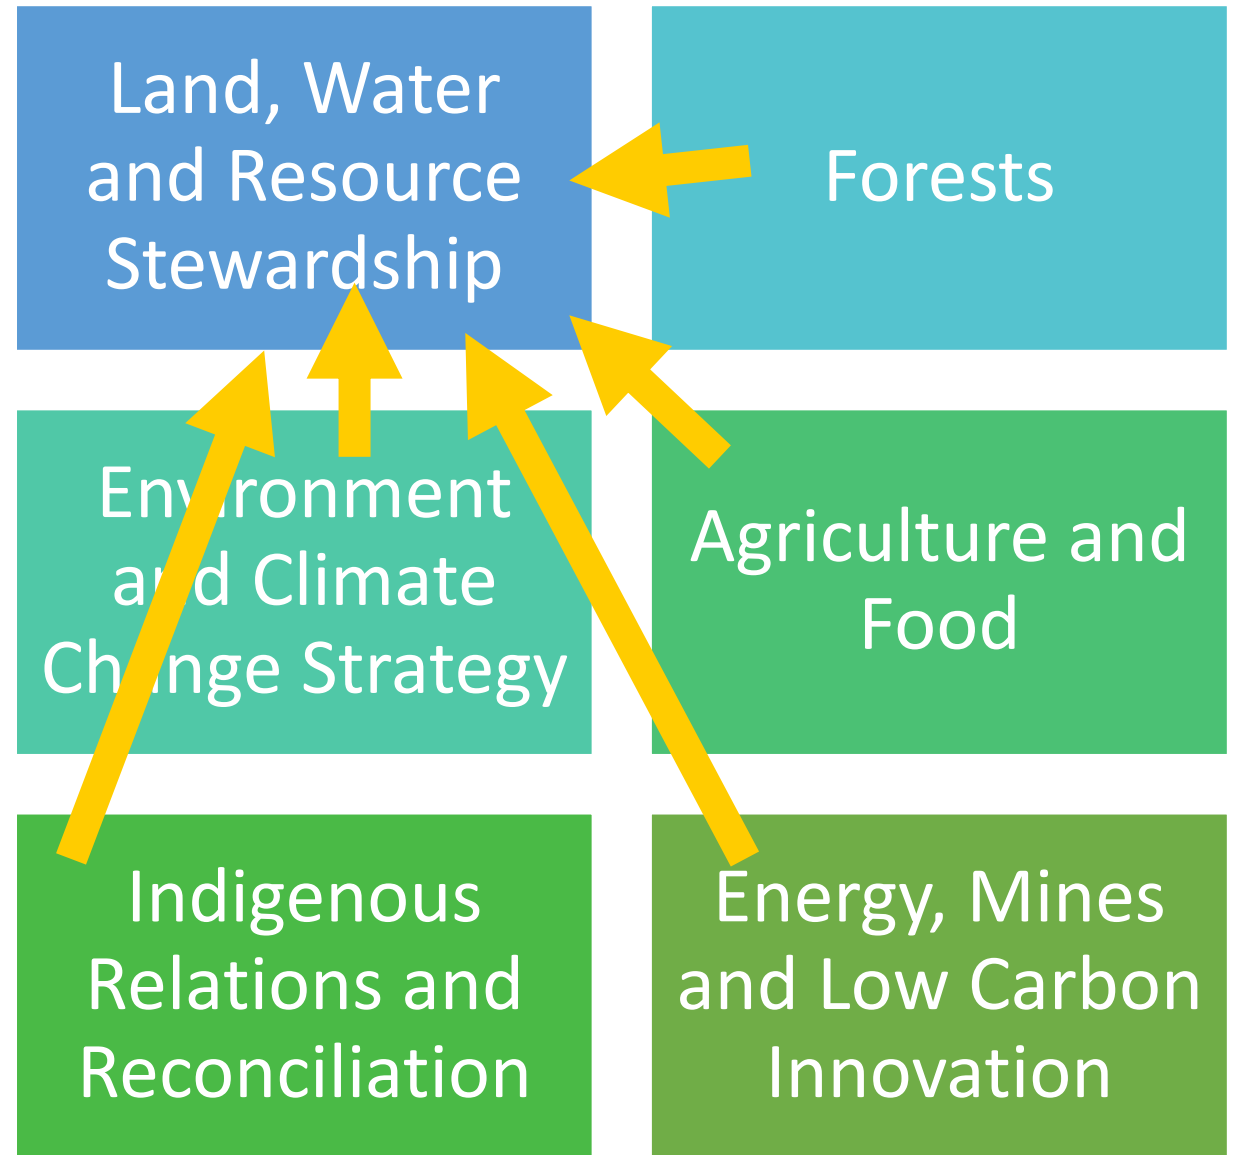 Land, Water
and Resource
Stewardship
Forests
Environment
and Climate
Change Strategy
Agriculture and
Food
Indigenous
Relations and
Reconciliation
Energy, Mines
and Low Carbon
Innovation